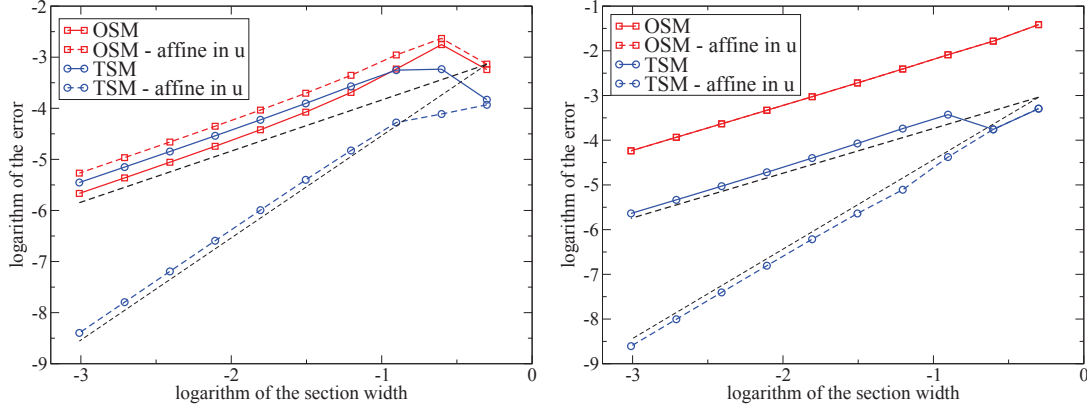 -2
OSM
OSM - affine in u
TSM
TSM - affine in u
-3
-4
-5
-6
-7
-8
-9
-3
-2
-1
0
logarithm of the error
logarithm of the section width
-1
OSM
OSM - affine in u
TSM
TSM - affine in u
-2
-3
-4
-5
-6
-7
-8
-9
-3
-2
-1
0
logarithm of the error
logarithm of the section width